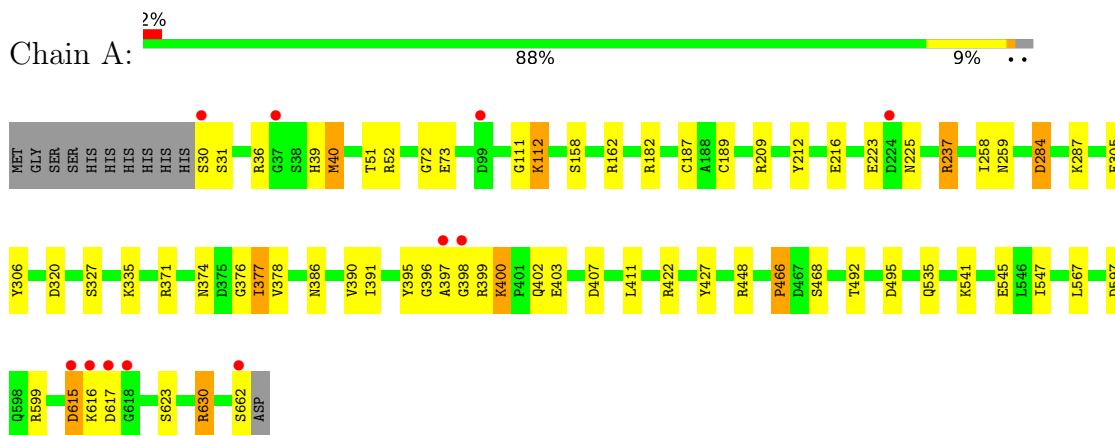 2%
Chain A:
88% 9% • •
MET GLY SER SER HIS HIS HIS HIS HIS HIS S30 S31 R36 G37 S38 H39 M40 T51 R52 G72 E73 D99 G111 K112 S158 R162 R182 C187 A188 C189 R209 Y212 E216 E223 D224 N225 R237 I258 N259 D284 K287
Y306 D320 S327 K335 R371 N374 D375 G376 I377 V378 N386 V390 I391 Y395 G396 A397 G398 R399 K400 P401 Q402 E403 D407 L411 R422 Y427 R448 P466 D467 S468 T492 D495 Q535 K541 E545 L546 I547 L567
Q598 R599 D615 K616 D617 G618 S623 R630 S662 ASP